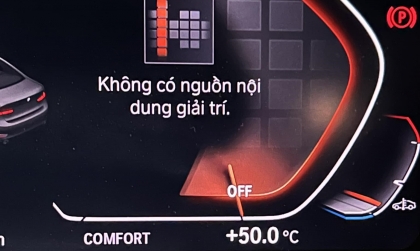 Không có nguồn nội
dung giải trí.
OFF
COMFORT
+50.0 °C